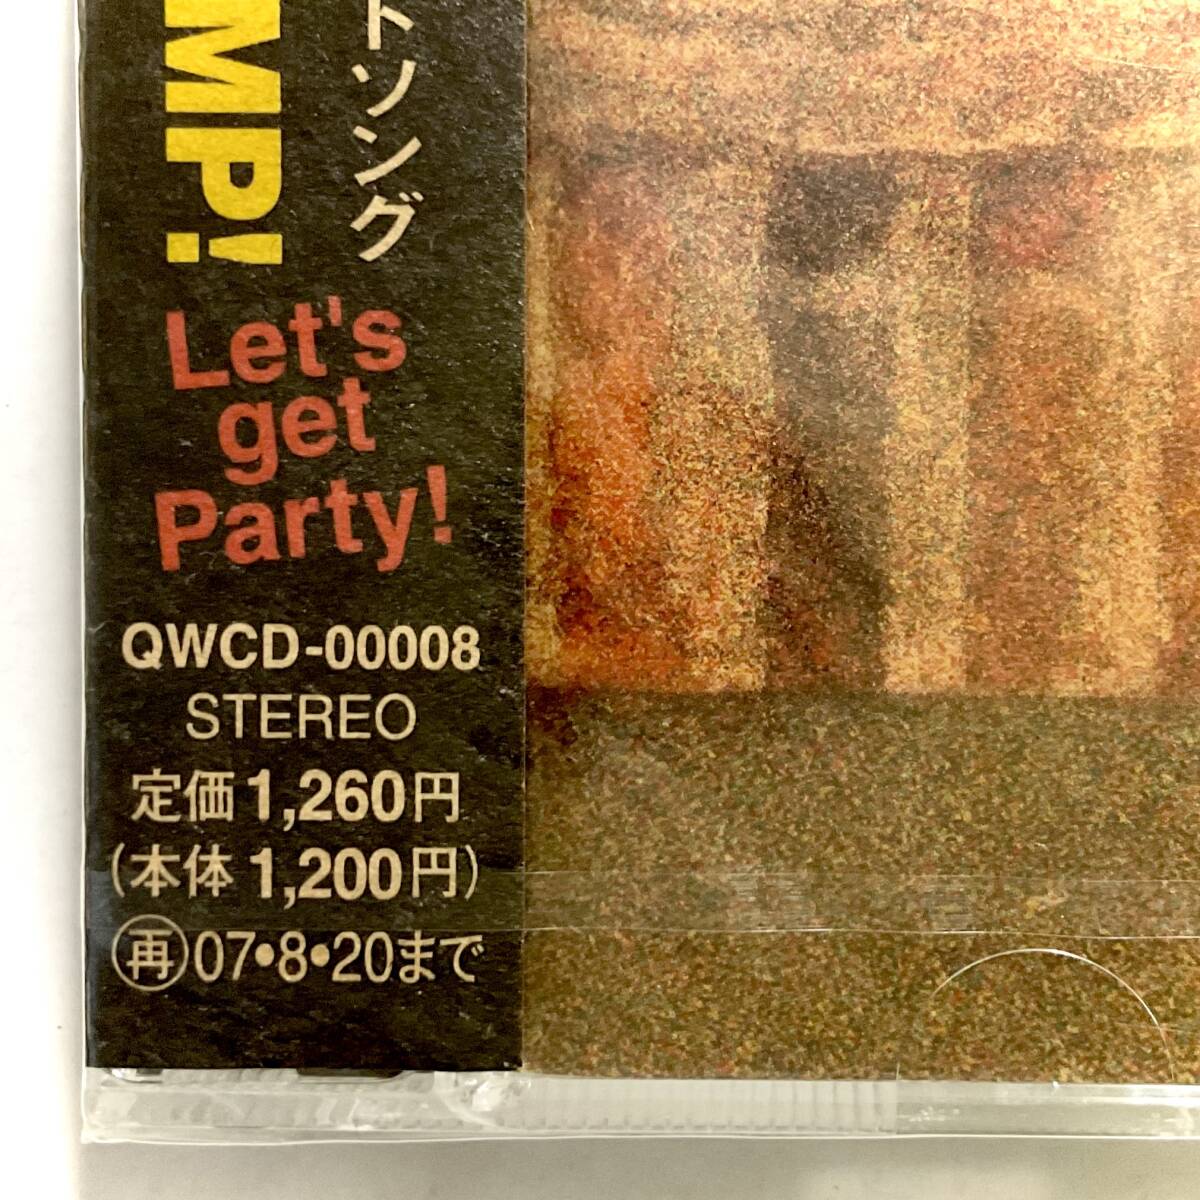 トソング
MP!
Let's
get
Party!
QWCD-00008
STEREO
定価1,260円
(本体1,200円)
再07•8•20まで